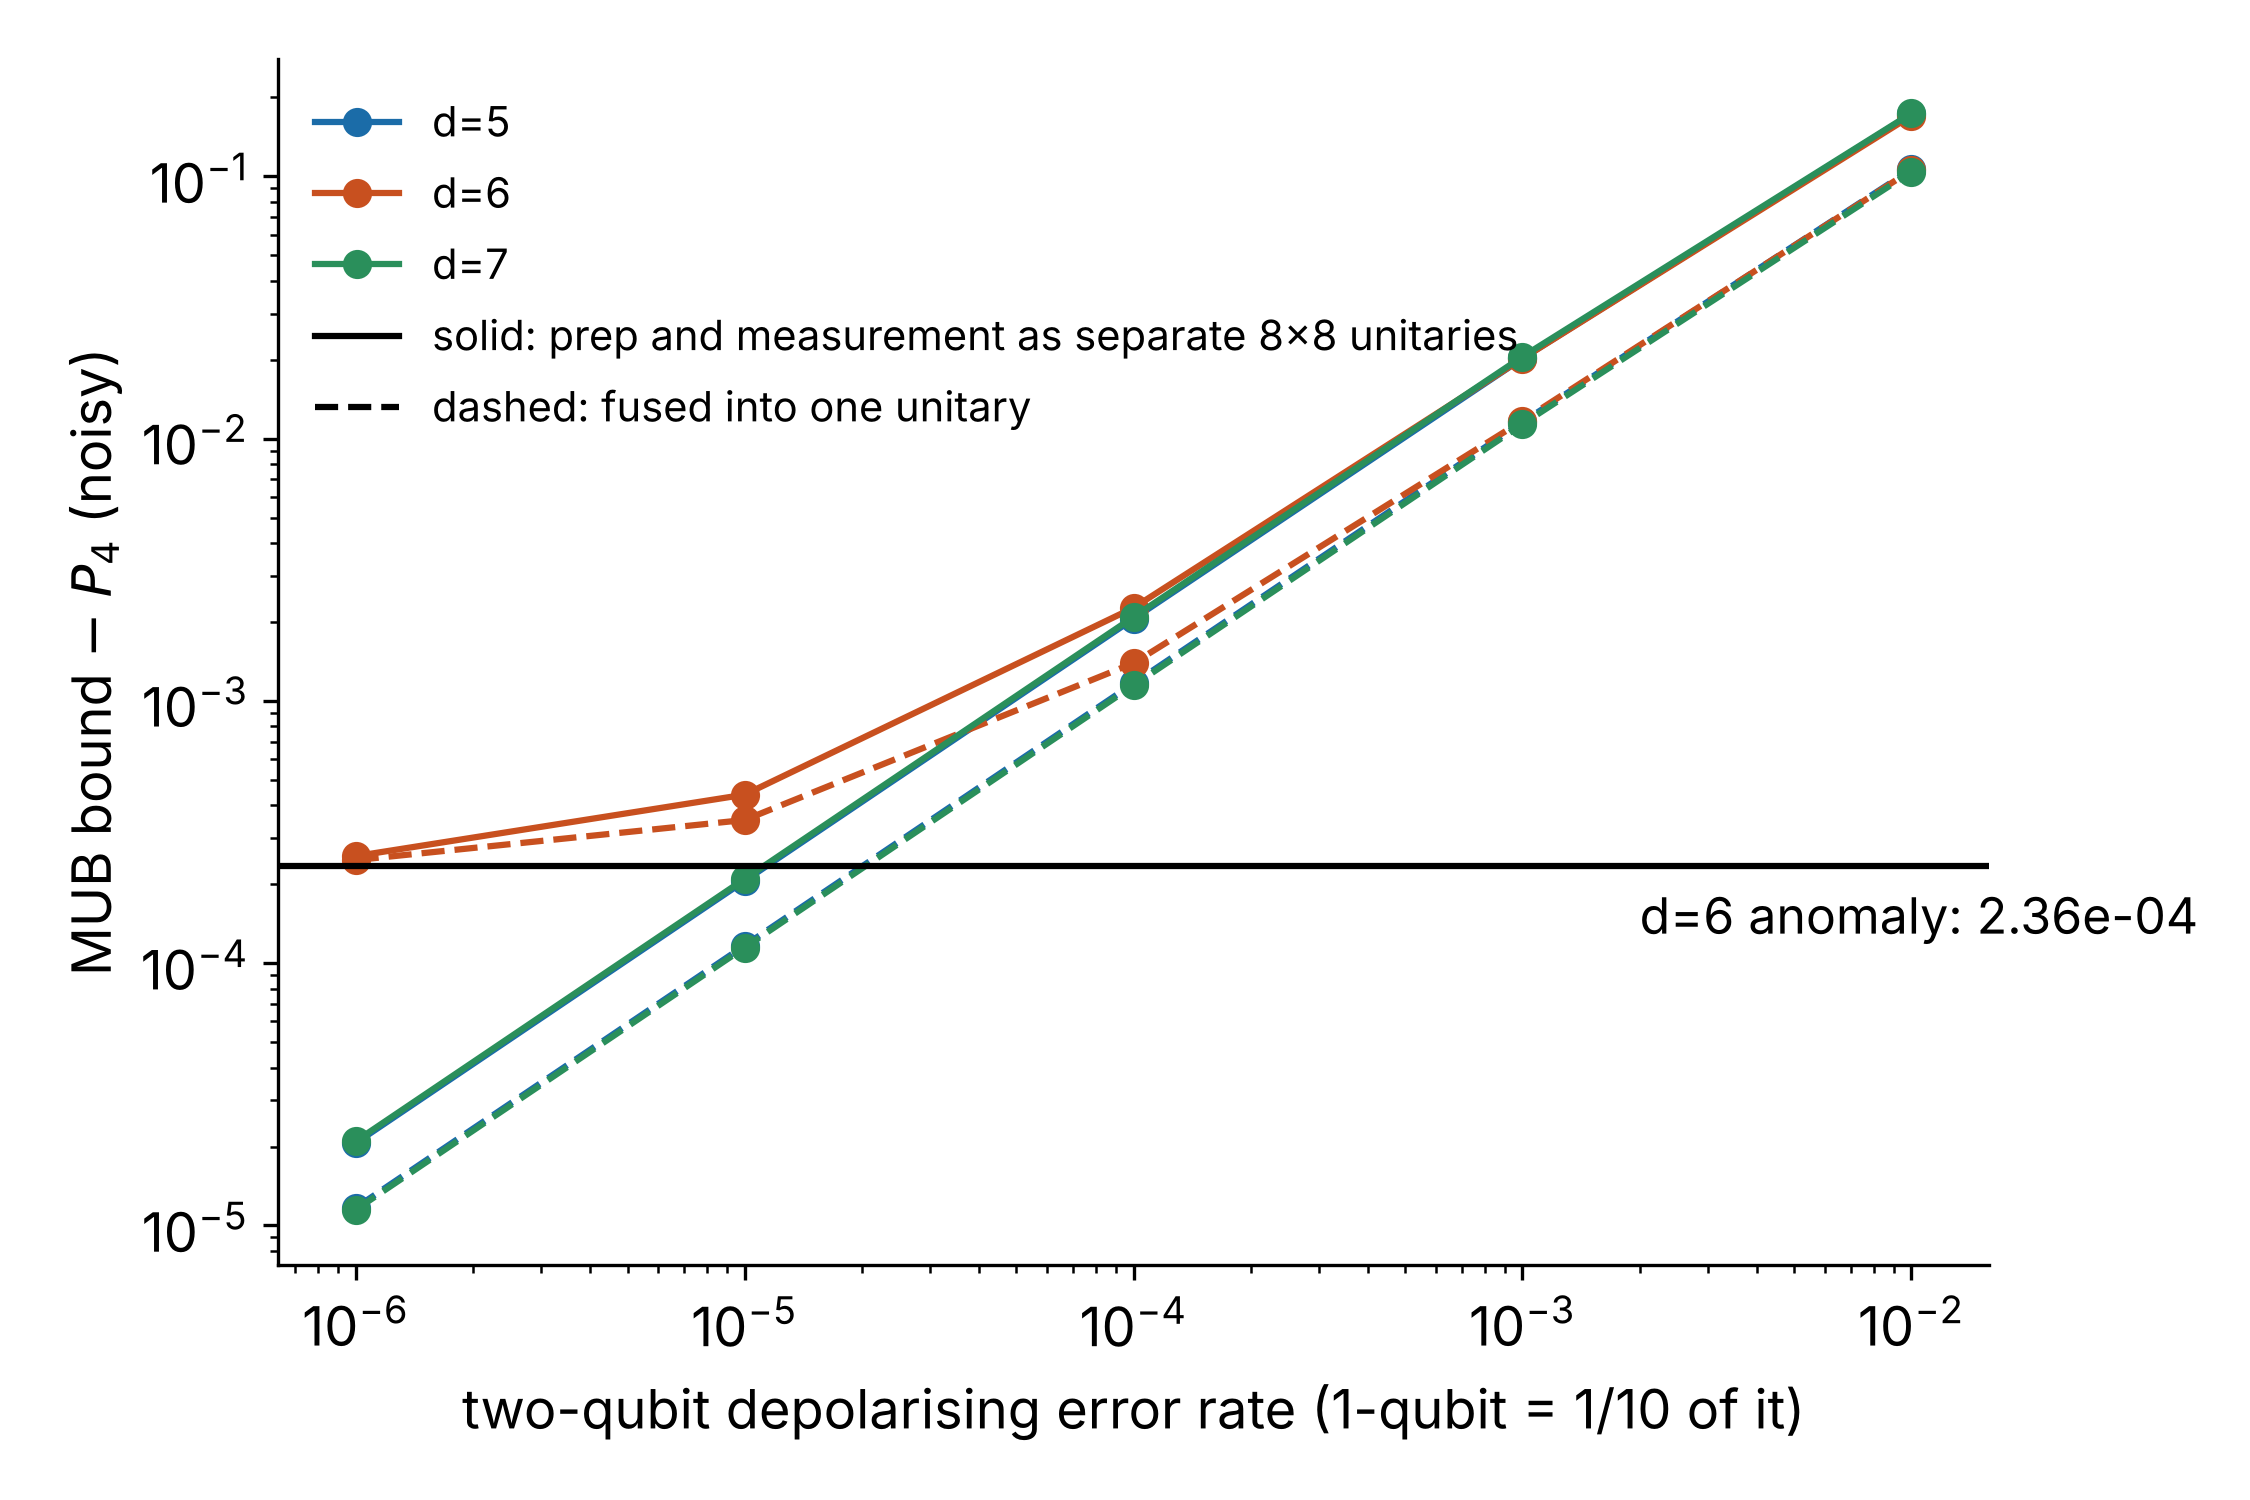 d=5
d=6
d=7
solid: prep and measurement as separate 8×8 unitaries
dashed: fused into one unitary
MUB bound − P₄ (noisy)
10⁻¹
10⁻²
10⁻³
10⁻⁴
10⁻⁵
d=6 anomaly: 2.36e-04
10⁻⁶ 10⁻⁵ 10⁻⁴ 10⁻³ 10⁻²
two-qubit depolarising error rate (1-qubit = 1/10 of it)